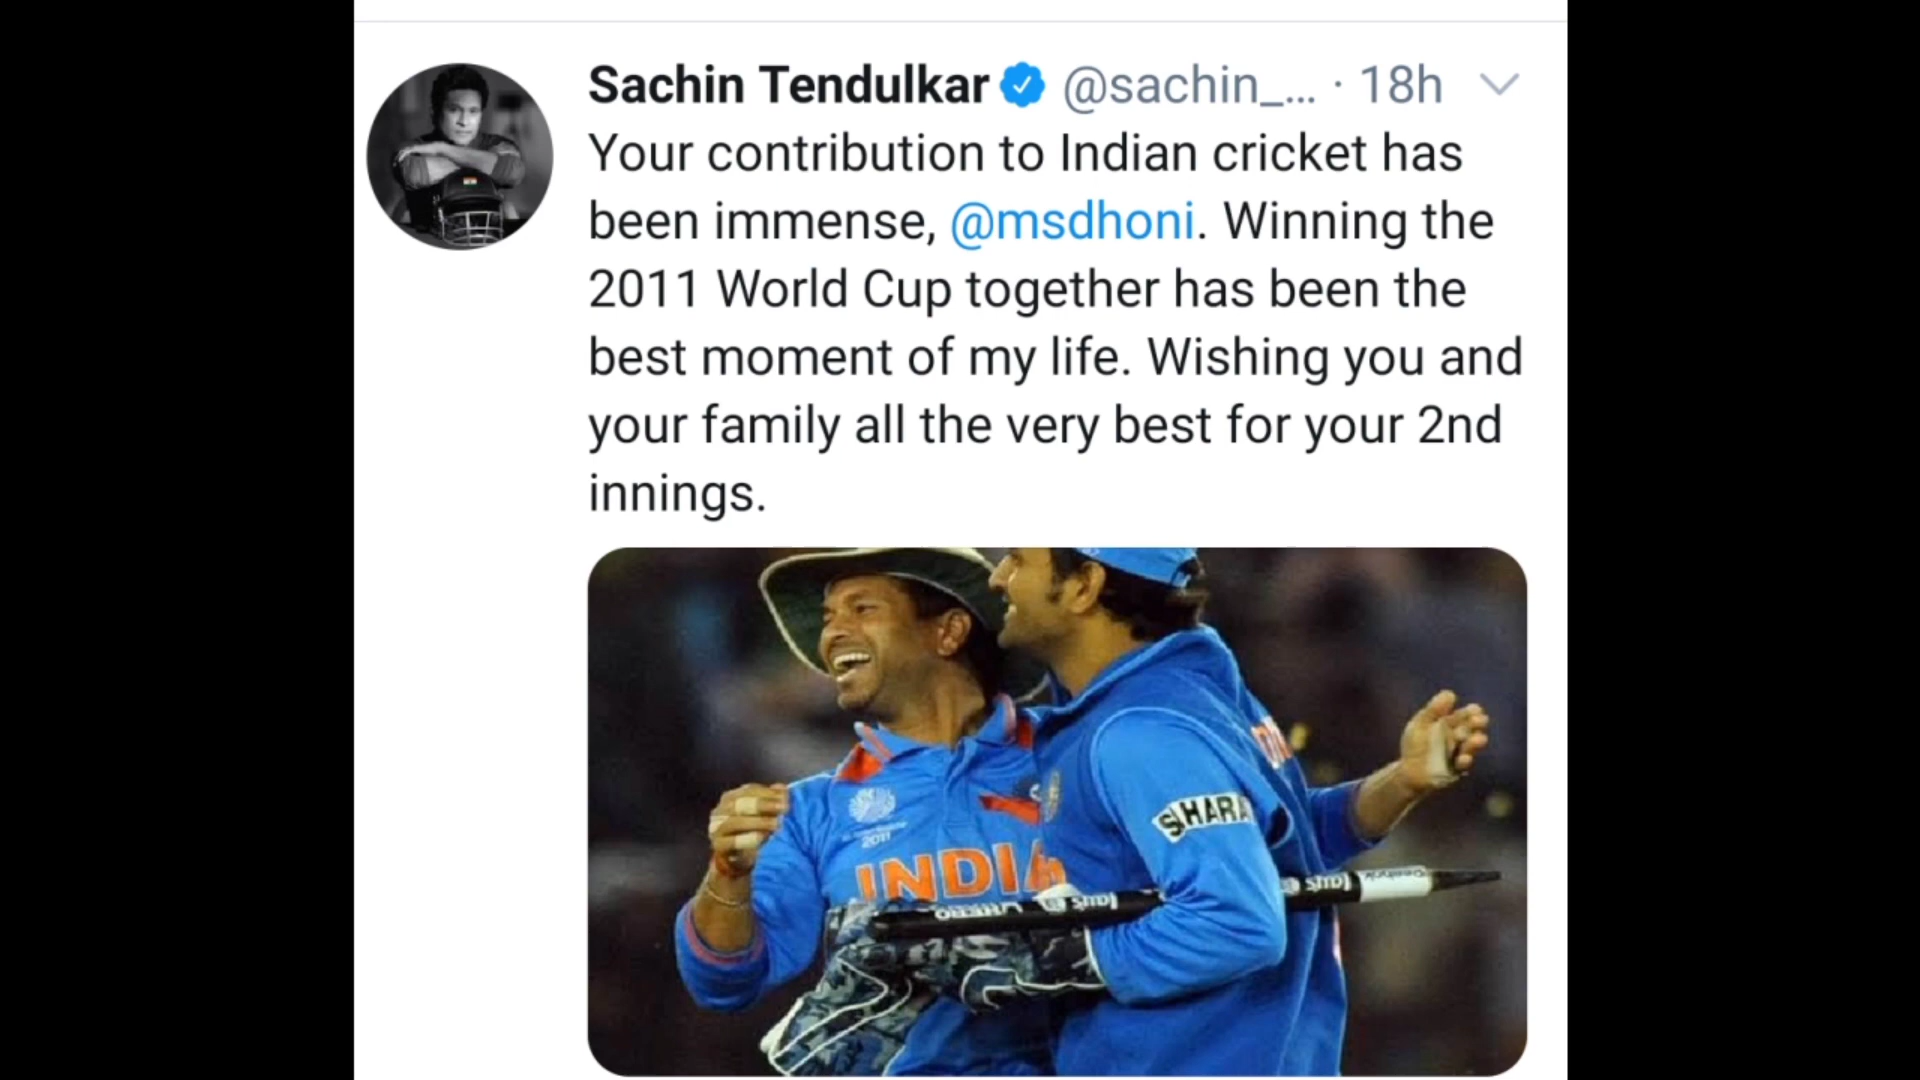 Sachin Tendulkar @sachin_... · 18h
Your contribution to Indian cricket has
been immense, @msdhoni. Winning the
2011 World Cup together has been the
best moment of my life. Wishing you and
your family all the very best for your 2nd
innings.
2011
INDIA
SAHARA